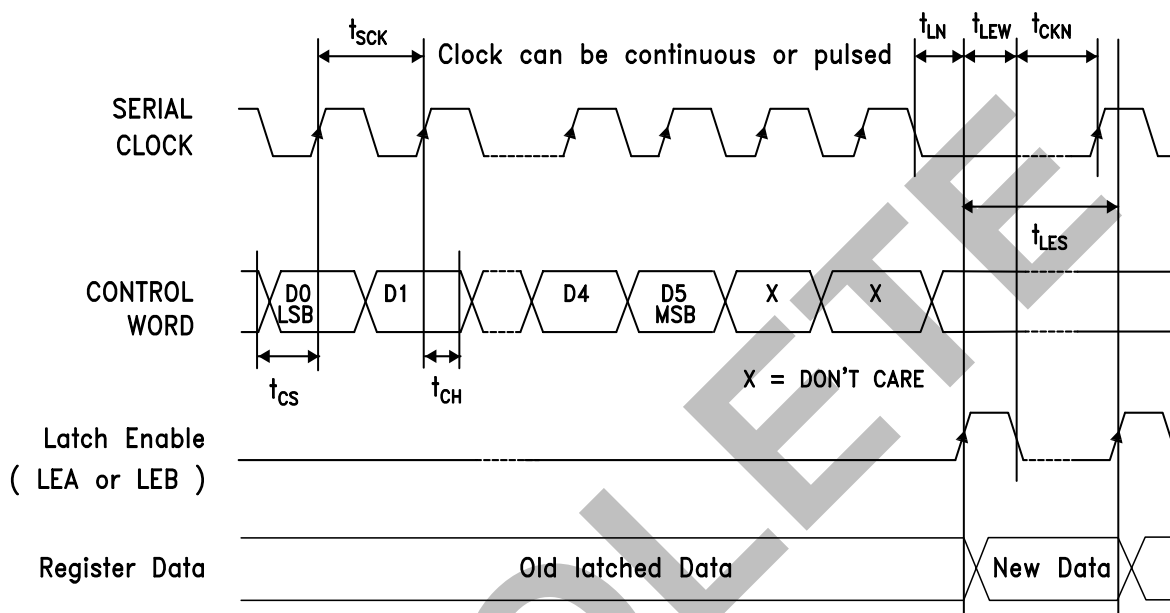 tSCK
tLN tLEW tCKN
Clock can be continuous or pulsed
SERIAL
CLOCK
tLES
CONTROL
WORD
D0
LSB
D1
D4
D5
MSB
X
X
tCS
tCH
X = DON'T CARE
Latch Enable
( LEA or LEB )
Register Data
Old latched Data
New Data
OLETE